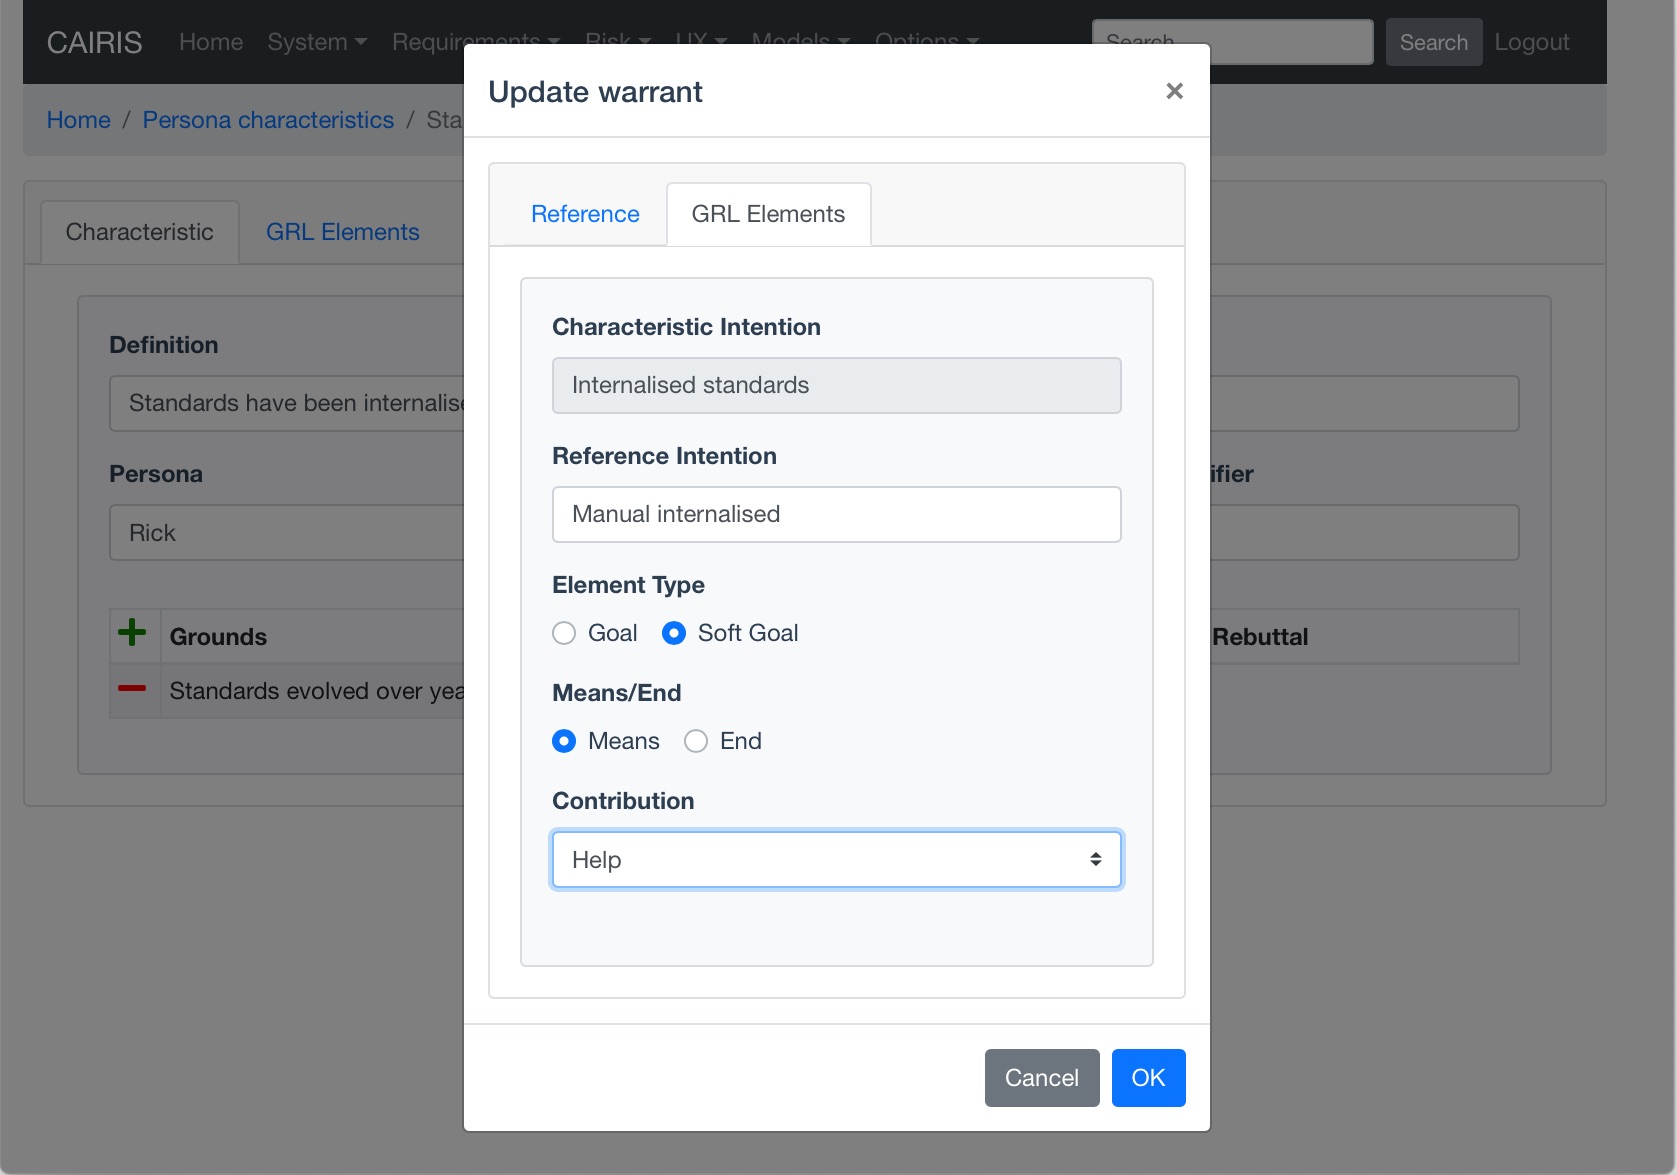 CAIRIS Home System Requirements Risk UX Models Options Search Search Logout
Update warrant ×
Home / Persona characteristics / Sta
Reference GRL Elements
Characteristic GRL Elements
Characteristic Intention
Definition
Internalised standards
Standards have been internalise
Reference Intention
Persona ifier
Manual internalised
Rick
Element Type
Goal Soft Goal
Grounds Rebuttal
Standards evolved over yea
Means/End
Means End
Contribution
Help
Cancel OK